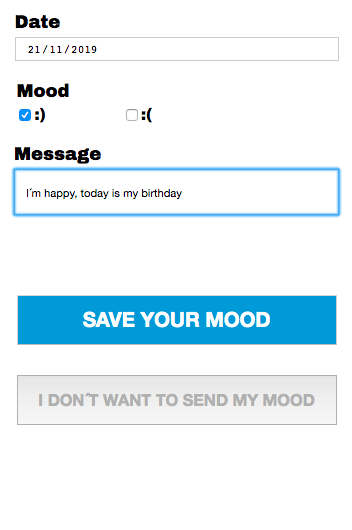 Date
21/11/2019
Mood
:) :(
Message
I´m happy, today is my birthday
SAVE YOUR MOOD
I DON´T WANT TO SEND MY MOOD